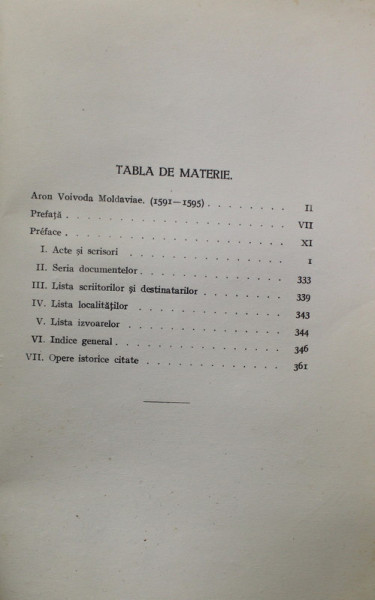 TABLA DE MATERIE.
Aron Voivoda Moldaviae. (1591—1595) . . . . . . . . II
Prefață . . . . . . . . . . . . . . . . . VII
Préface . . . . . . . . . . . . . . . . . XI
I. Acte și scrisori . . . . . . . . . . . . . 1
II. Seria documentelor . . . . . . . . . . . . 333
III. Lista scriitorilor și destinatarilor . . . . . . . . 339
IV. Lista localităților . . . . . . . . . . . . 343
V. Lista izvoarelor . . . . . . . . . . . . . 344
VI. Indice general . . . . . . . . . . . . . . 346
VII. Opere istorice citate . . . . . . . . . . . . 361